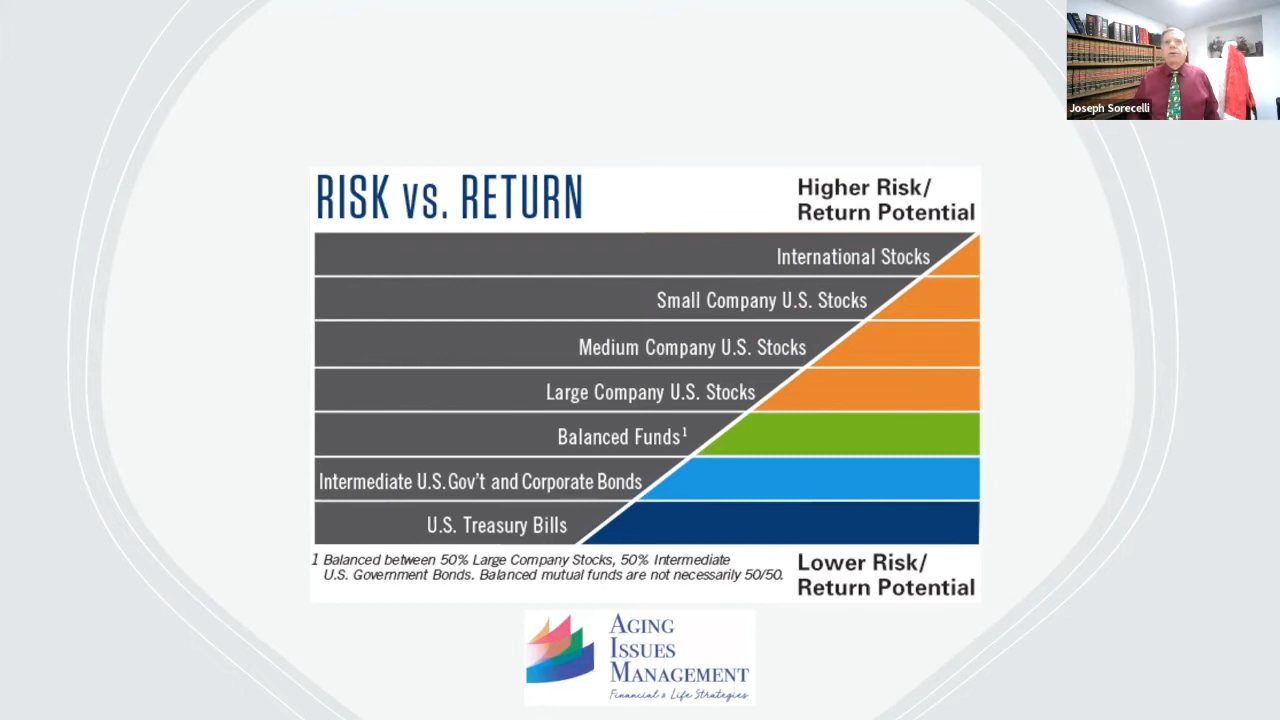 Joseph Sorecelli
RISK vs. RETURN
Higher Risk/
Return Potential
International Stocks
Small Company U.S. Stocks
Medium Company U.S. Stocks
Large Company U.S. Stocks
Balanced Funds¹
Intermediate U.S. Gov't and Corporate Bonds
U.S. Treasury Bills
1 Balanced between 50% Large Company Stocks, 50% Intermediate
U.S. Government Bonds. Balanced mutual funds are not necessarily 50/50.
Lower Risk/
Return Potential
AGING
ISSUES
MANAGEMENT
Financial & Life Strategies